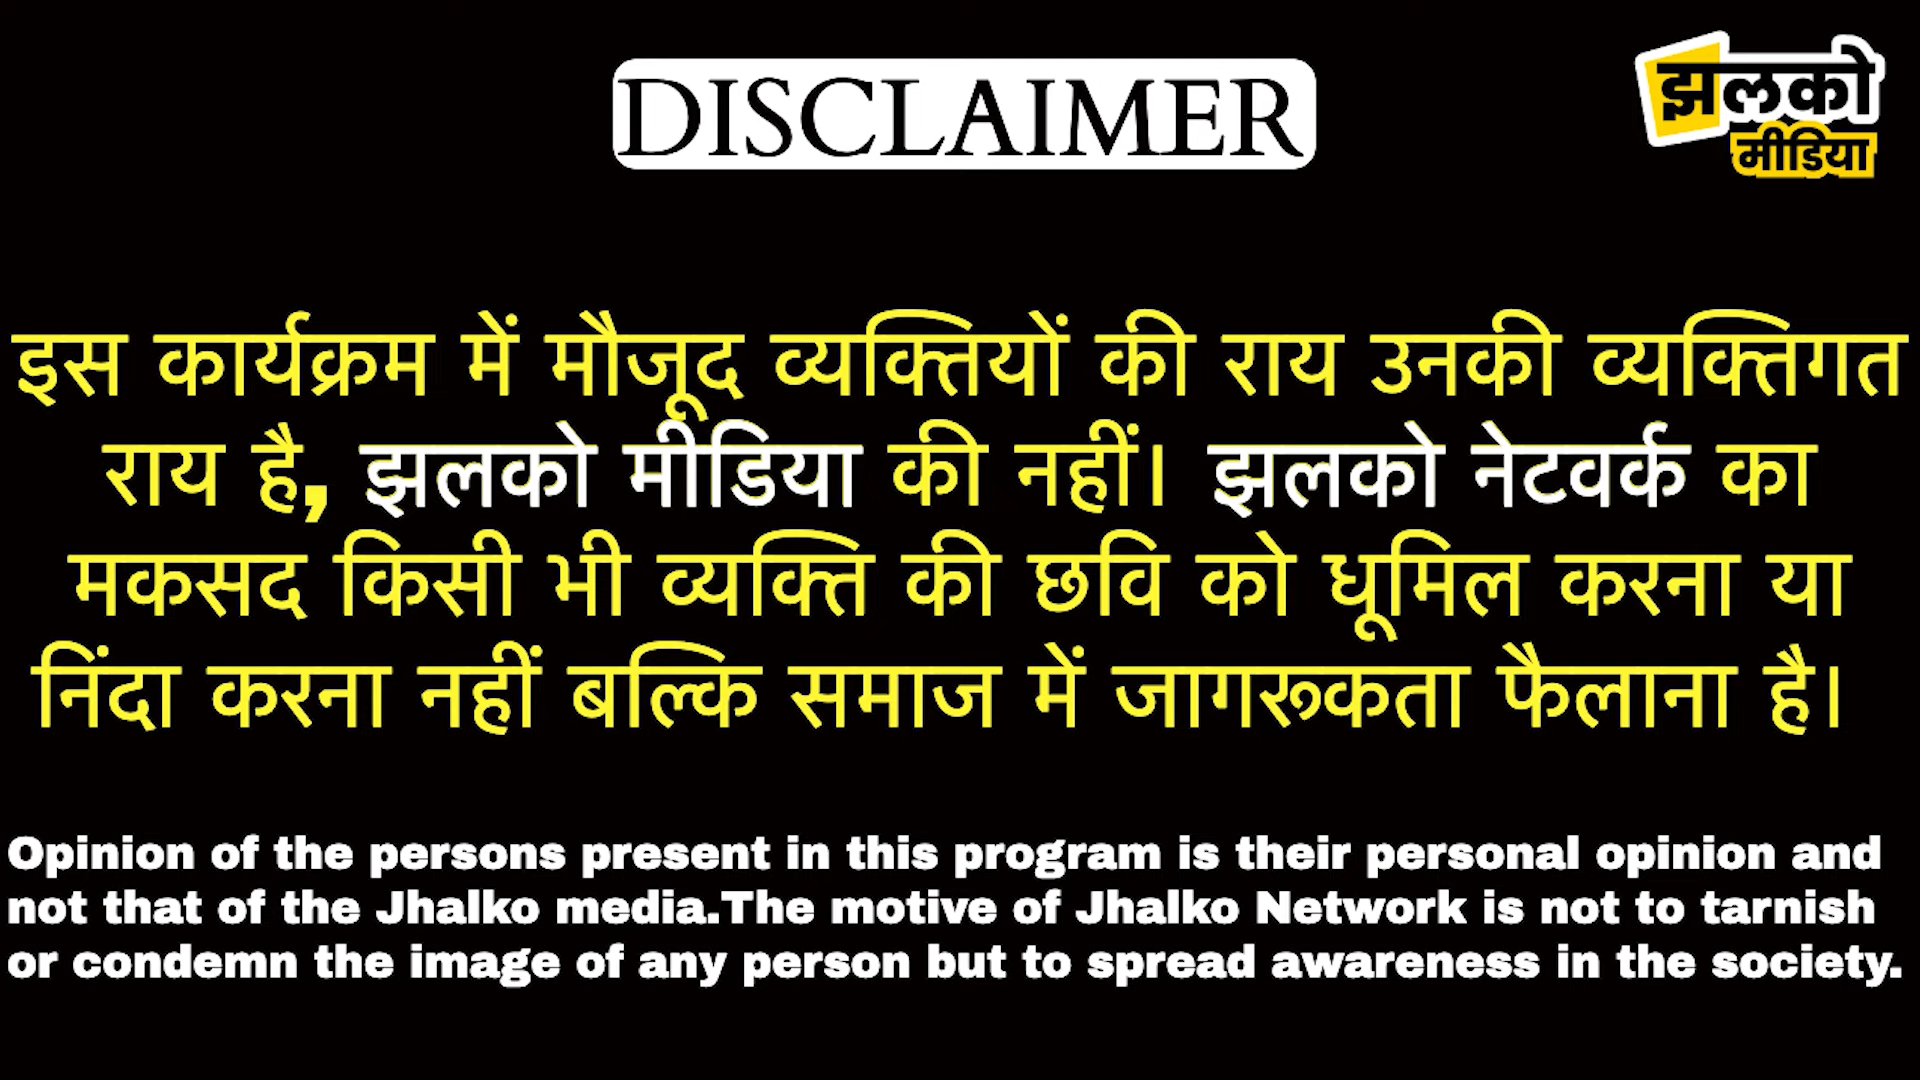 DISCLAIMER
झलको
मीडिया
इस कार्यक्रम में मौजूद व्यक्तियों की राय उनकी व्यक्तिगत
राय है, झलको मीडिया की नहीं। झलको नेटवर्क का
मकसद किसी भी व्यक्ति की छवि को धूमिल करना या
निंदा करना नहीं बल्कि समाज में जागरूकता फैलाना है।
Opinion of the persons present in this program is their personal opinion and
not that of the Jhalko media.The motive of Jhalko Network is not to tarnish
or condemn the image of any person but to spread awareness in the society.